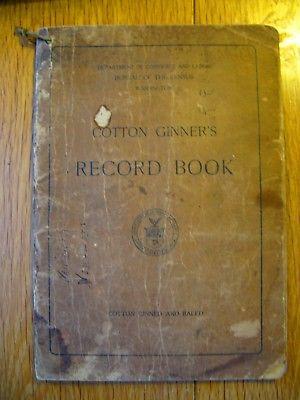 DEPARTMENT OF COMMERCE AND LABOR
BUREAU OF THE CENSUS
WASHINGTON
COTTON GINNER'S
RECORD BOOK
COTTON GINNED AND BALED